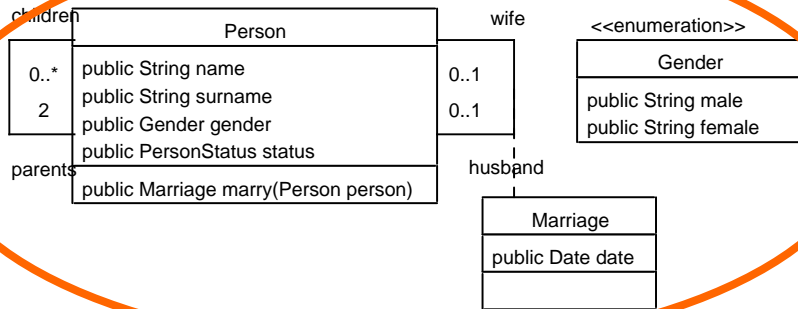 children
Person
wife
<<enumeration>>
Gender
0..*
public String name
0..1
2
public String surname
0..1
public Gender gender
public PersonStatus status
public String male
public String female
parents
public Marriage marry(Person person)
husband
Marriage
public Date date